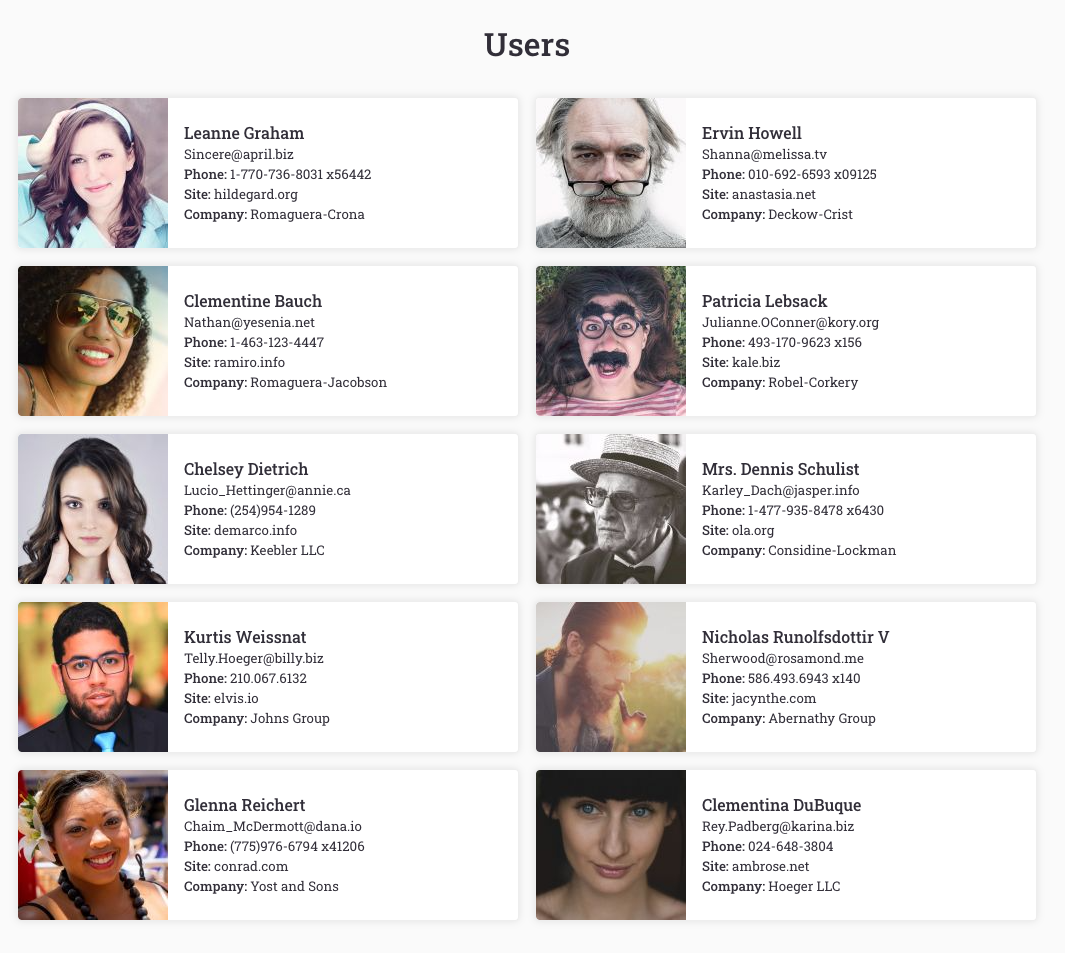 Users
Leanne Graham
Sincere@april.biz
Phone: 1-770-736-8031 x56442
Site: hildegard.org
Company: Romaguera-Crona
Ervin Howell
Shanna@melissa.tv
Phone: 010-692-6593 x09125
Site: anastasia.net
Company: Deckow-Crist
Clementine Bauch
Nathan@yesenia.net
Phone: 1-463-123-4447
Site: ramiro.info
Company: Romaguera-Jacobson
Patricia Lebsack
Julianne.OConner@kory.org
Phone: 493-170-9623 x156
Site: kale.biz
Company: Robel-Corkery
Chelsey Dietrich
Lucio_Hettinger@annie.ca
Phone: (254)954-1289
Site: demarco.info
Company: Keebler LLC
Mrs. Dennis Schulist
Karley_Dach@jasper.info
Phone: 1-477-935-8478 x6430
Site: ola.org
Company: Considine-Lockman
Kurtis Weissnat
Telly.Hoeger@billy.biz
Phone: 210.067.6132
Site: elvis.io
Company: Johns Group
Nicholas Runolfsdottir V
Sherwood@rosamond.me
Phone: 586.493.6943 x140
Site: jacynthe.com
Company: Abernathy Group
Glenna Reichert
Chaim_McDermott@dana.io
Phone: (775)976-6794 x41206
Site: conrad.com
Company: Yost and Sons
Clementina DuBuque
Rey.Padberg@karina.biz
Phone: 024-648-3804
Site: ambrose.net
Company: Hoeger LLC